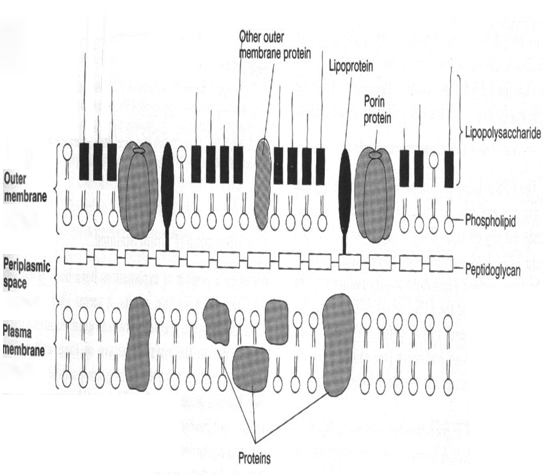 Other outer
membrane protein
Lipoprotein
Porin
protein
Lipopolysaccharide
Outer
membrane
Phospholipid
Periplasmic
space
Peptidoglycan
Plasma
membrane
Proteins